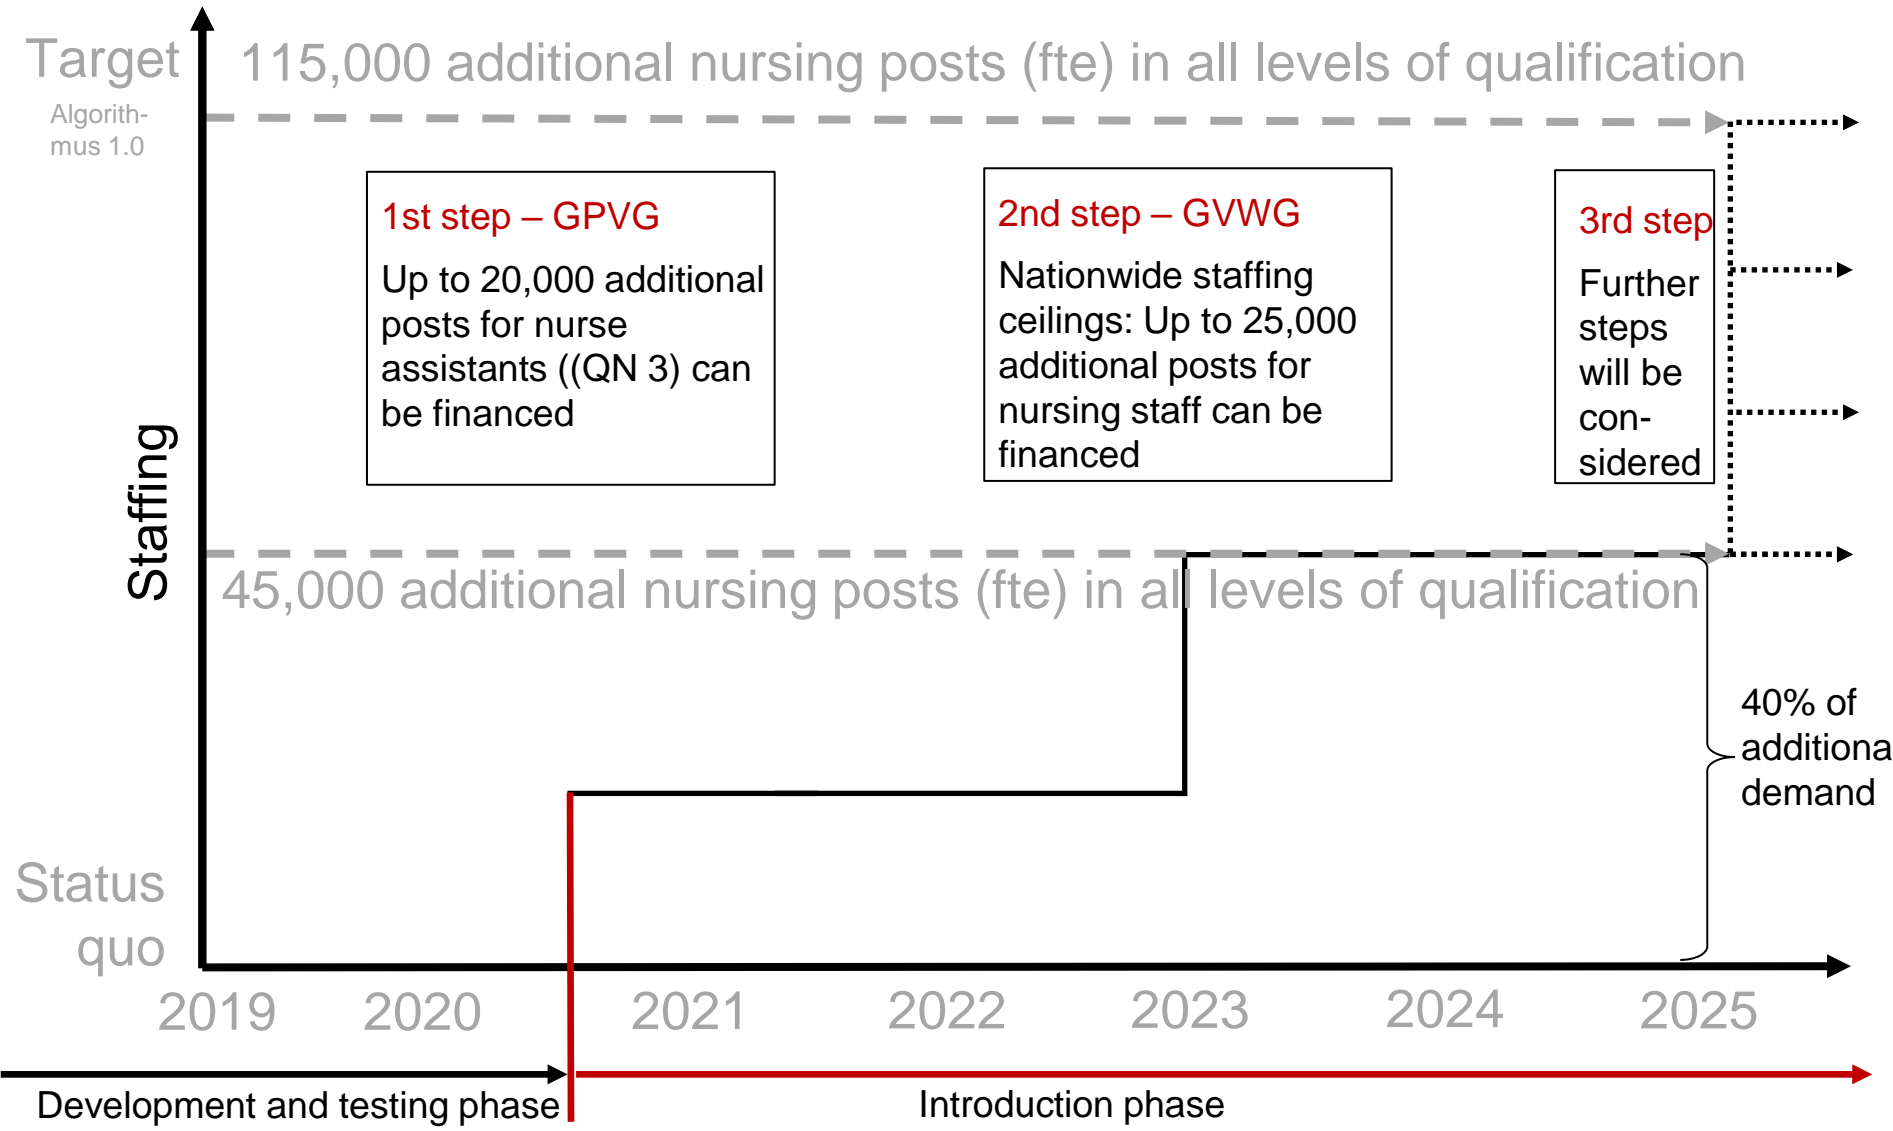 Target
115,000 additional nursing posts (fte) in all levels of qualification
Algorith-
mus 1.0
1st step – GPVG
Up to 20,000 additional
posts for nurse
assistants ((QN 3) can
be financed
2nd step – GVWG
Nationwide staffing
ceilings: Up to 25,000
additional posts for
nursing staff can be
financed
3rd step
Further
steps
will be
con-
sidered
Staffing
45,000 additional nursing posts (fte) in all levels of qualification
40% of
additiona
demand
Status
quo
2019 2020 2021 2022 2023 2024 2025
Development and testing phase
Introduction phase